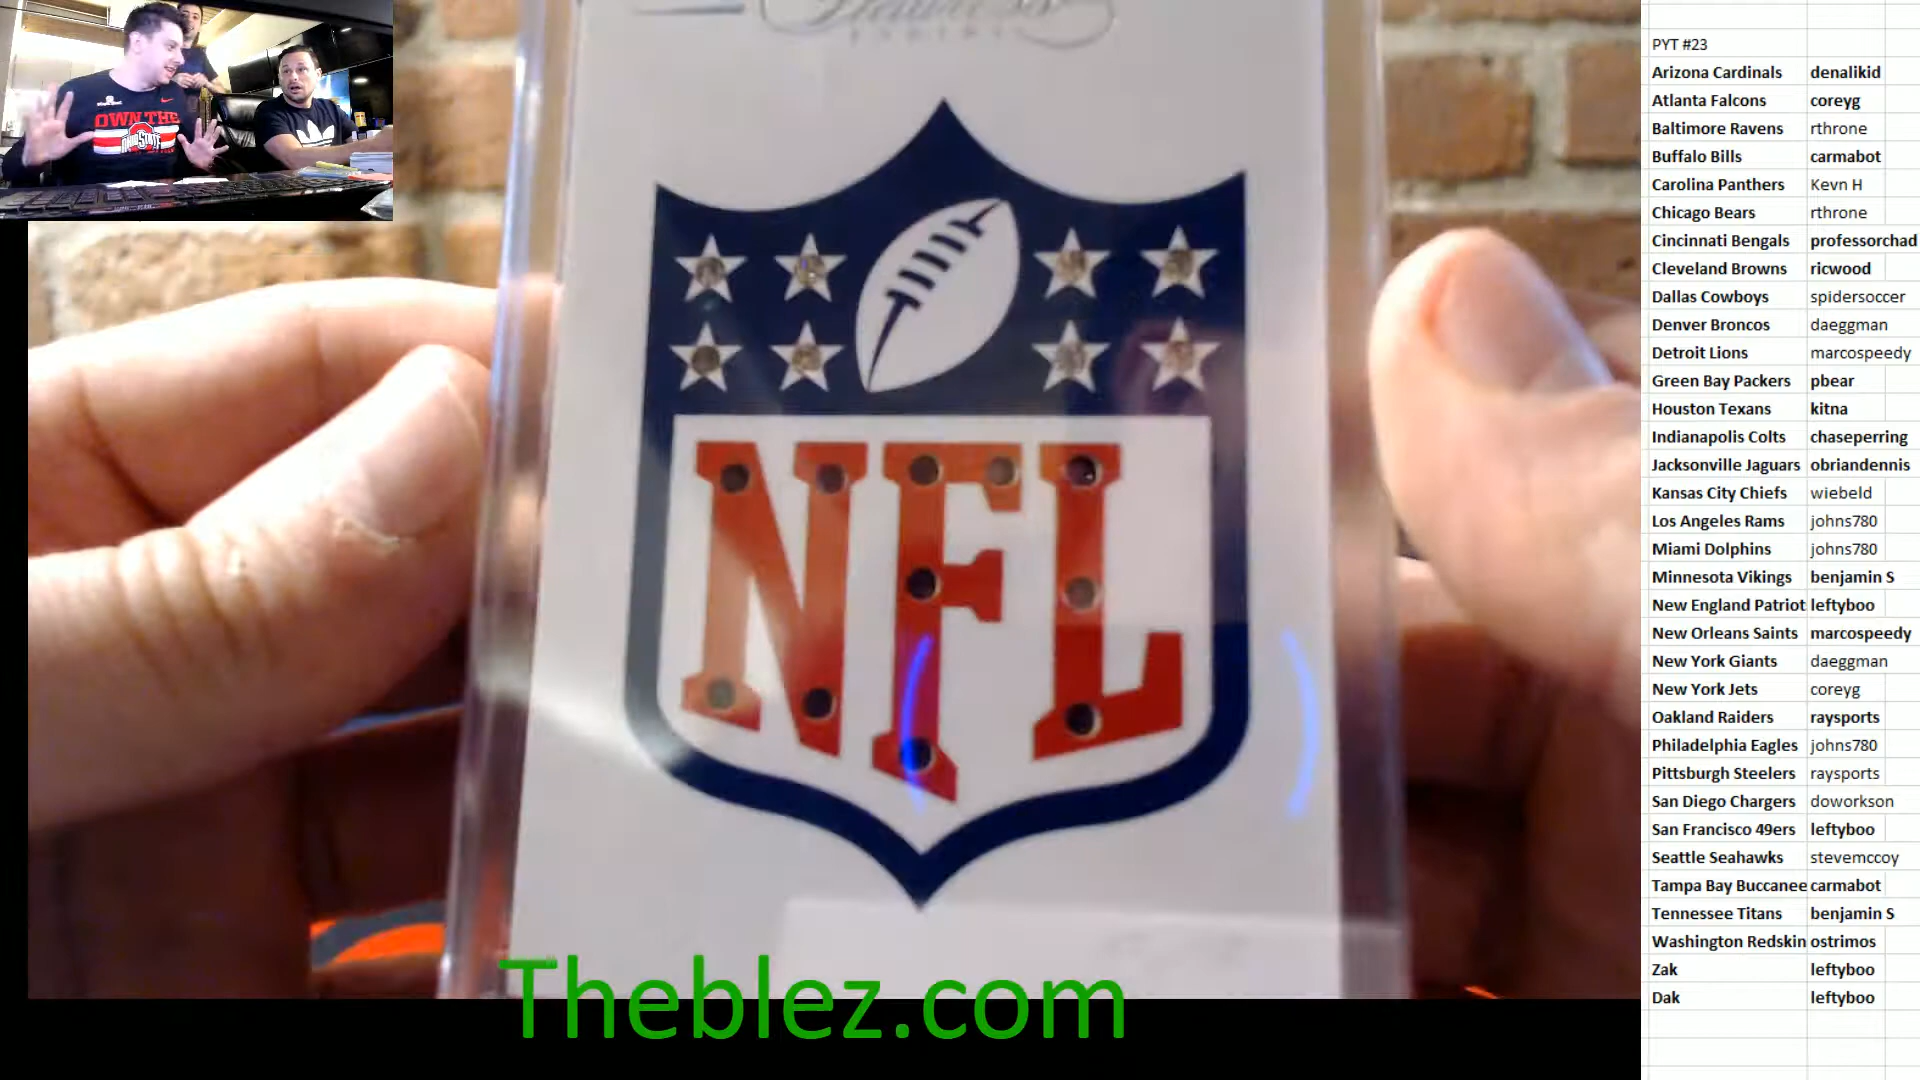 OWN THE
OHIO STATE
NFL
Theblez.com
PYT #23
Arizona Cardinals denalikid
Atlanta Falcons coreyg
Baltimore Ravens rthrone
Buffalo Bills carmabot
Carolina Panthers Kevn H
Chicago Bears rthrone
Cincinnati Bengals professorchad
Cleveland Browns ricwood
Dallas Cowboys spidersoccer
Denver Broncos daeggman
Detroit Lions marcospeedy
Green Bay Packers pbear
Houston Texans kitna
Indianapolis Colts chaseperring
Jacksonville Jaguars obriandennis
Kansas City Chiefs wiebeld
Los Angeles Rams johns780
Miami Dolphins johns780
Minnesota Vikings benjamin S
New England Patriot leftyboo
New Orleans Saints marcospeedy
New York Giants daeggman
New York Jets coreyg
Oakland Raiders raysports
Philadelphia Eagles johns780
Pittsburgh Steelers raysports
San Diego Chargers doworkson
San Francisco 49ers leftyboo
Seattle Seahawks stevemccoy
Tampa Bay Buccanee carmabot
Tennessee Titans benjamin S
Washington Redskin ostrimos
Zak leftyboo
Dak leftyboo